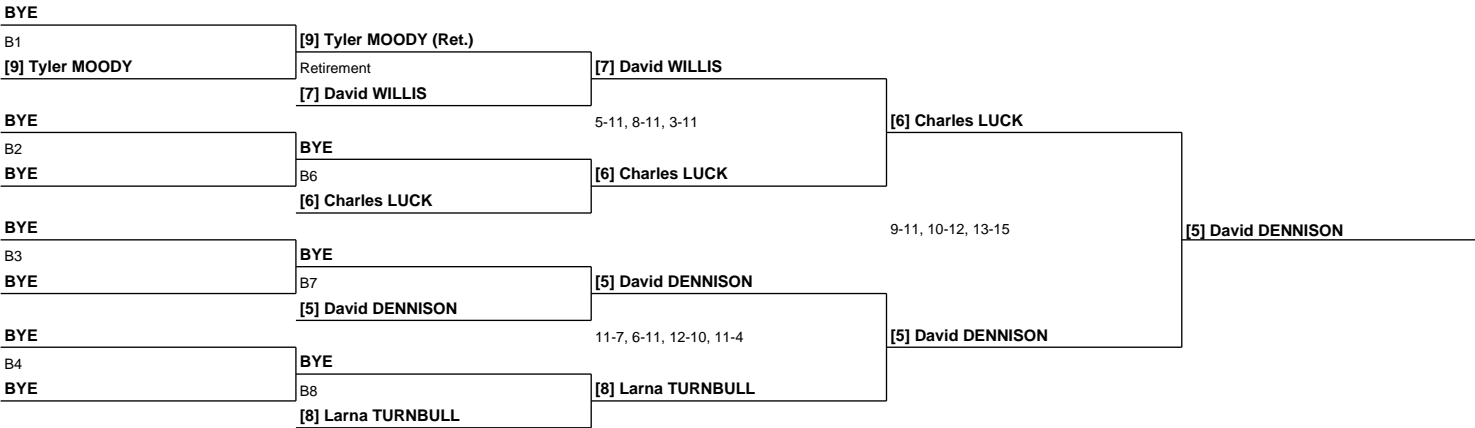 BYE
B1
[9] Tyler MOODY (Ret.)
[9] Tyler MOODY
Retirement
[7] David WILLIS
[7] David WILLIS
BYE
5-11, 8-11, 3-11
[6] Charles LUCK
B2
BYE
BYE
B6
[6] Charles LUCK
[6] Charles LUCK
BYE
9-11, 10-12, 13-15
[5] David DENNISON
B3
BYE
BYE
B7
[5] David DENNISON
[5] David DENNISON
BYE
11-7, 6-11, 12-10, 11-4
[5] David DENNISON
B4
BYE
BYE
B8
[8] Larna TURNBULL
[8] Larna TURNBULL